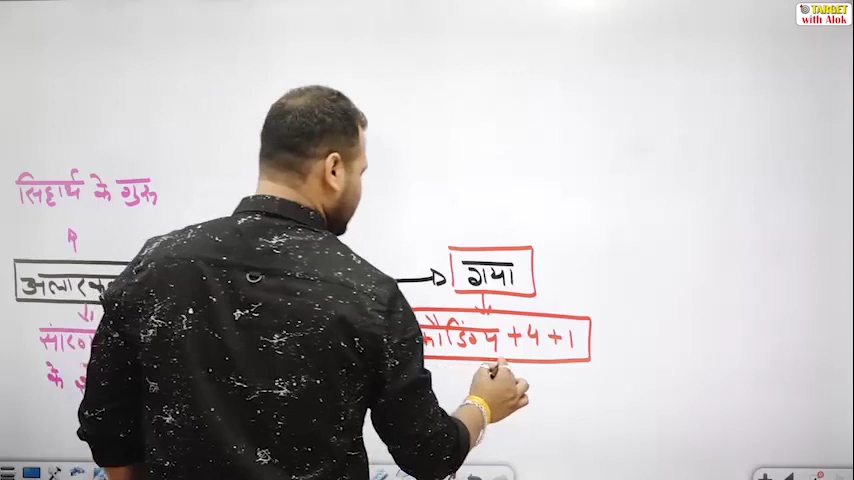 TARGET
with Alok
सिद्दार्थ के गुरु
गया
कौडिंग्य + 4 + 1
के